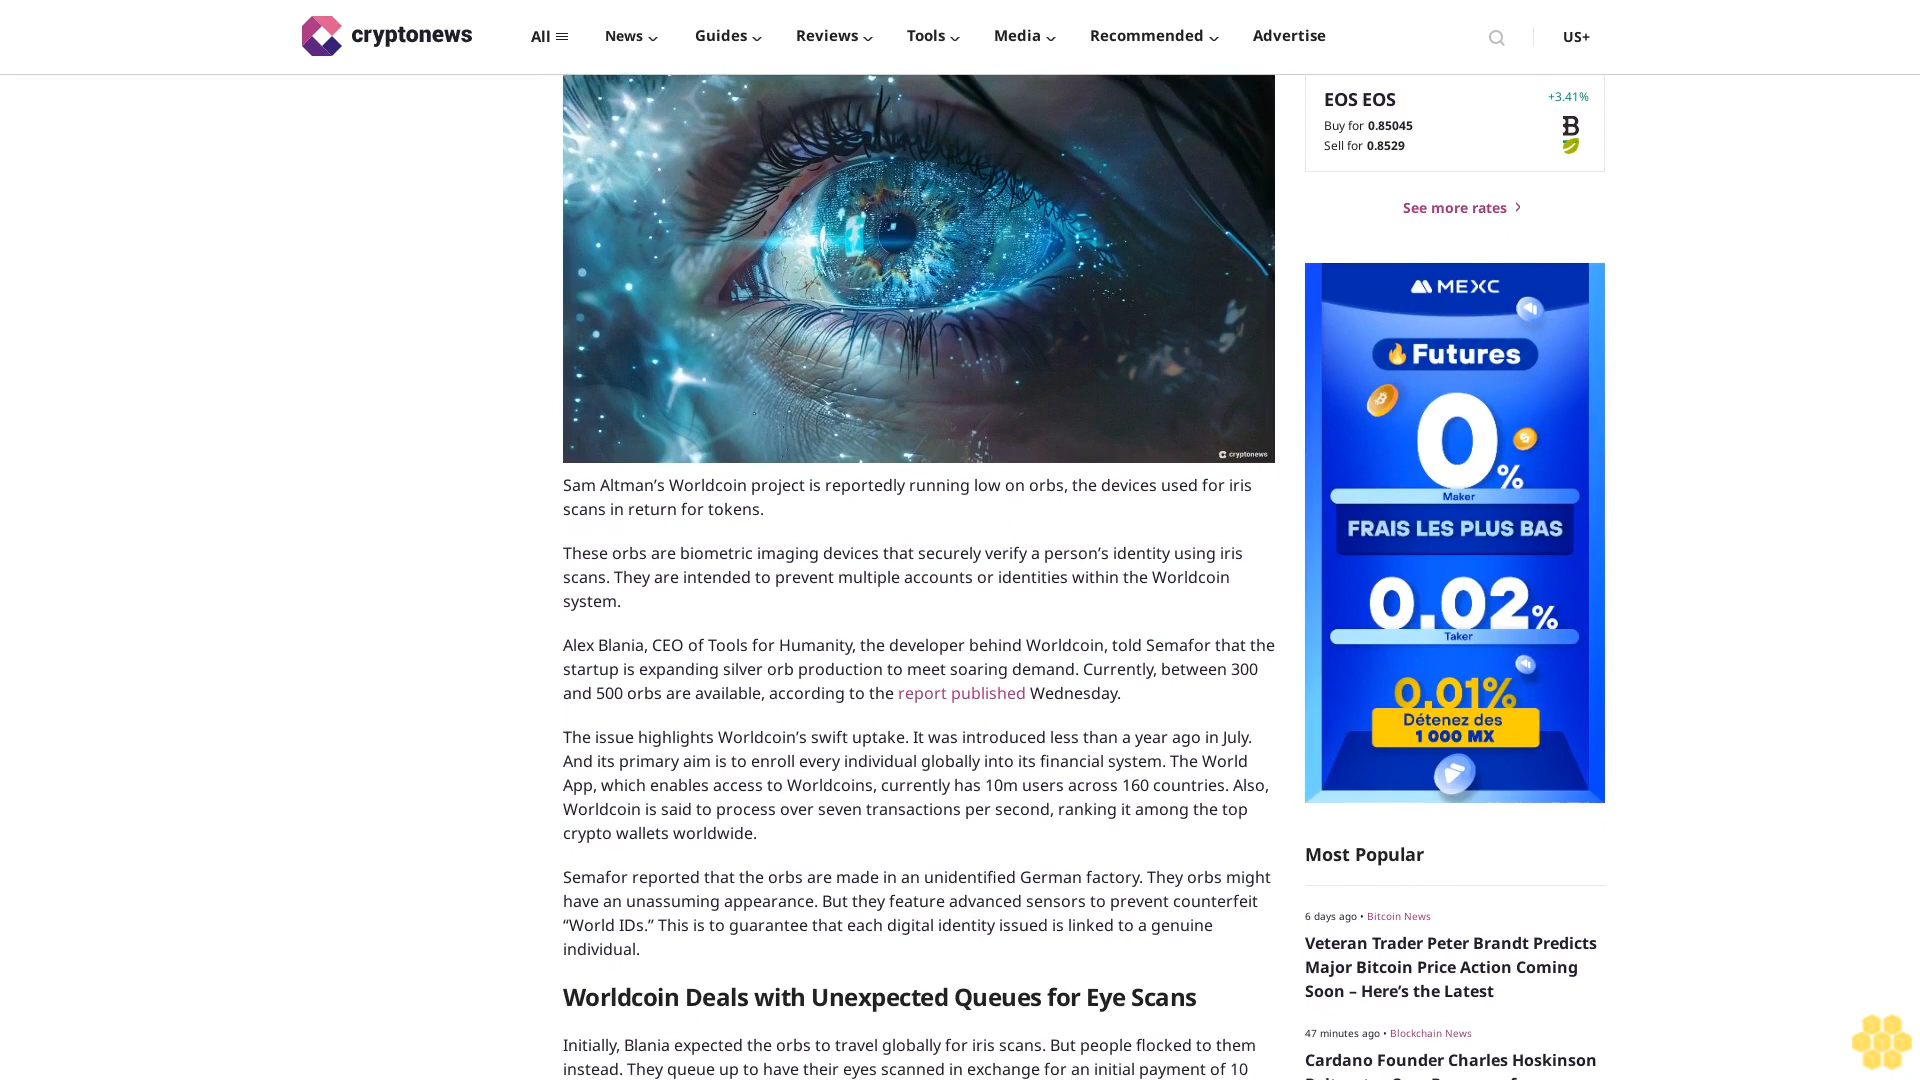 cryptonews
All
News
Guides
Reviews
Tools
Media
Recommended
Advertise
US+
cryptonews
Sam Altman’s Worldcoin project is reportedly running low on orbs, the devices used for iris
scans in return for tokens.
These orbs are biometric imaging devices that securely verify a person’s identity using iris
scans. They are intended to prevent multiple accounts or identities within the Worldcoin
system.
Alex Blania, CEO of Tools for Humanity, the developer behind Worldcoin, told Semafor that the
startup is expanding silver orb production to meet soaring demand. Currently, between 300
and 500 orbs are available, according to the report published Wednesday.
The issue highlights Worldcoin’s swift uptake. It was introduced less than a year ago in July.
And its primary aim is to enroll every individual globally into its financial system. The World
App, which enables access to Worldcoins, currently has 10m users across 160 countries. Also,
Worldcoin is said to process over seven transactions per second, ranking it among the top
crypto wallets worldwide.
Semafor reported that the orbs are made in an unidentified German factory. They orbs might
have an unassuming appearance. But they feature advanced sensors to prevent counterfeit
“World IDs.” This is to guarantee that each digital identity issued is linked to a genuine
individual.
Worldcoin Deals with Unexpected Queues for Eye Scans
Initially, Blania expected the orbs to travel globally for iris scans. But people flocked to them
instead. They queue up to have their eyes scanned in exchange for an initial payment of 10
EOS EOS
+3.41%
Buy for 0.85045
Sell for 0.8529
See more rates
MEXC
Futures
0%
Maker
FRAIS LES PLUS BAS
0.02%
Taker
0.01%
Détenez des
1 000 MX
Most Popular
6 days ago • Bitcoin News
Veteran Trader Peter Brandt Predicts
Major Bitcoin Price Action Coming
Soon – Here’s the Latest
47 minutes ago • Blockchain News
Cardano Founder Charles Hoskinson